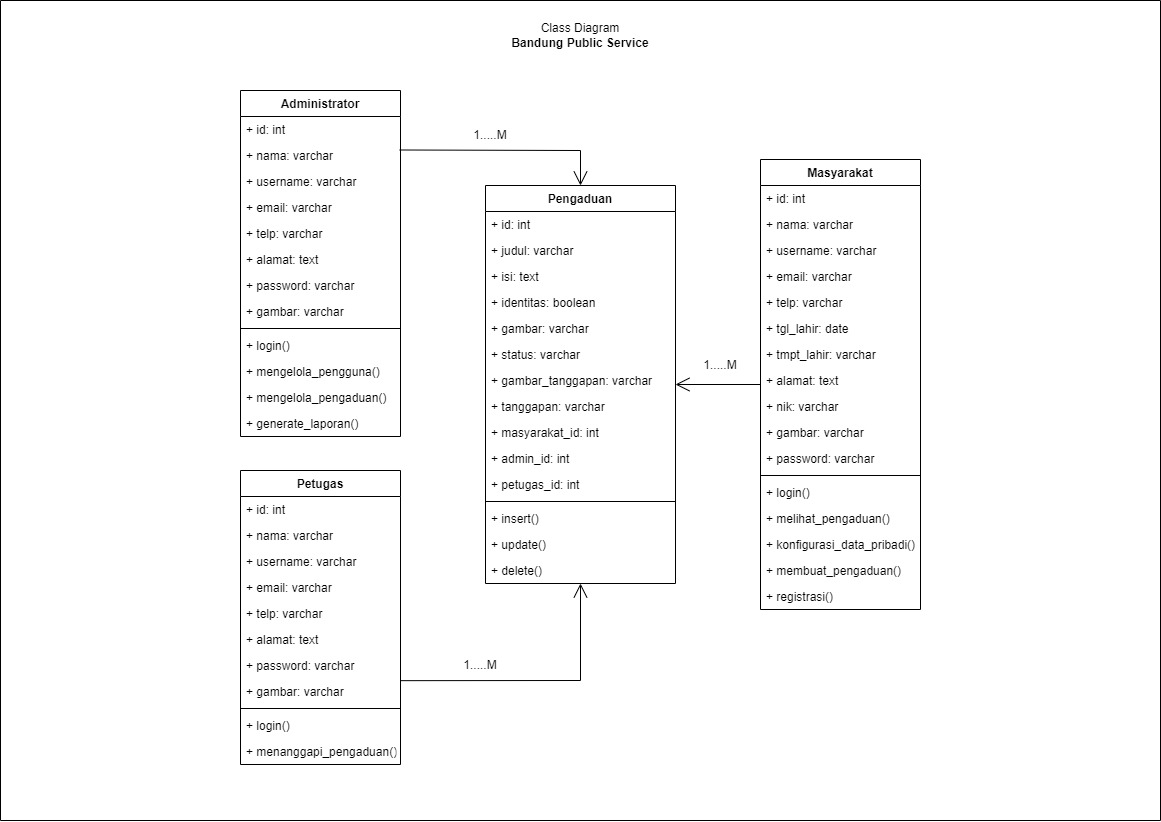 Class Diagram
Bandung Public Service
Administrator
+ id: int
+ nama: varchar
+ username: varchar
+ email: varchar
+ telp: varchar
+ alamat: text
+ password: varchar
+ gambar: varchar
+ login()
+ mengelola_pengguna()
+ mengelola_pengaduan()
+ generate_laporan()
1.....M
Pengaduan
+ id: int
+ judul: varchar
+ isi: text
+ identitas: boolean
+ gambar: varchar
+ status: varchar
+ gambar_tanggapan: varchar
+ tanggapan: varchar
+ masyarakat_id: int
+ admin_id: int
+ petugas_id: int
+ insert()
+ update()
+ delete()
1.....M
Masyarakat
+ id: int
+ nama: varchar
+ username: varchar
+ email: varchar
+ telp: varchar
+ tgl_lahir: date
+ tmpt_lahir: varchar
+ alamat: text
+ nik: varchar
+ gambar: varchar
+ password: varchar
+ login()
+ melihat_pengaduan()
+ konfigurasi_data_pribadi()
+ membuat_pengaduan()
+ registrasi()
Petugas
+ id: int
+ nama: varchar
+ username: varchar
+ email: varchar
+ telp: varchar
+ alamat: text
+ password: varchar
+ gambar: varchar
+ login()
+ menanggapi_pengaduan()
1.....M